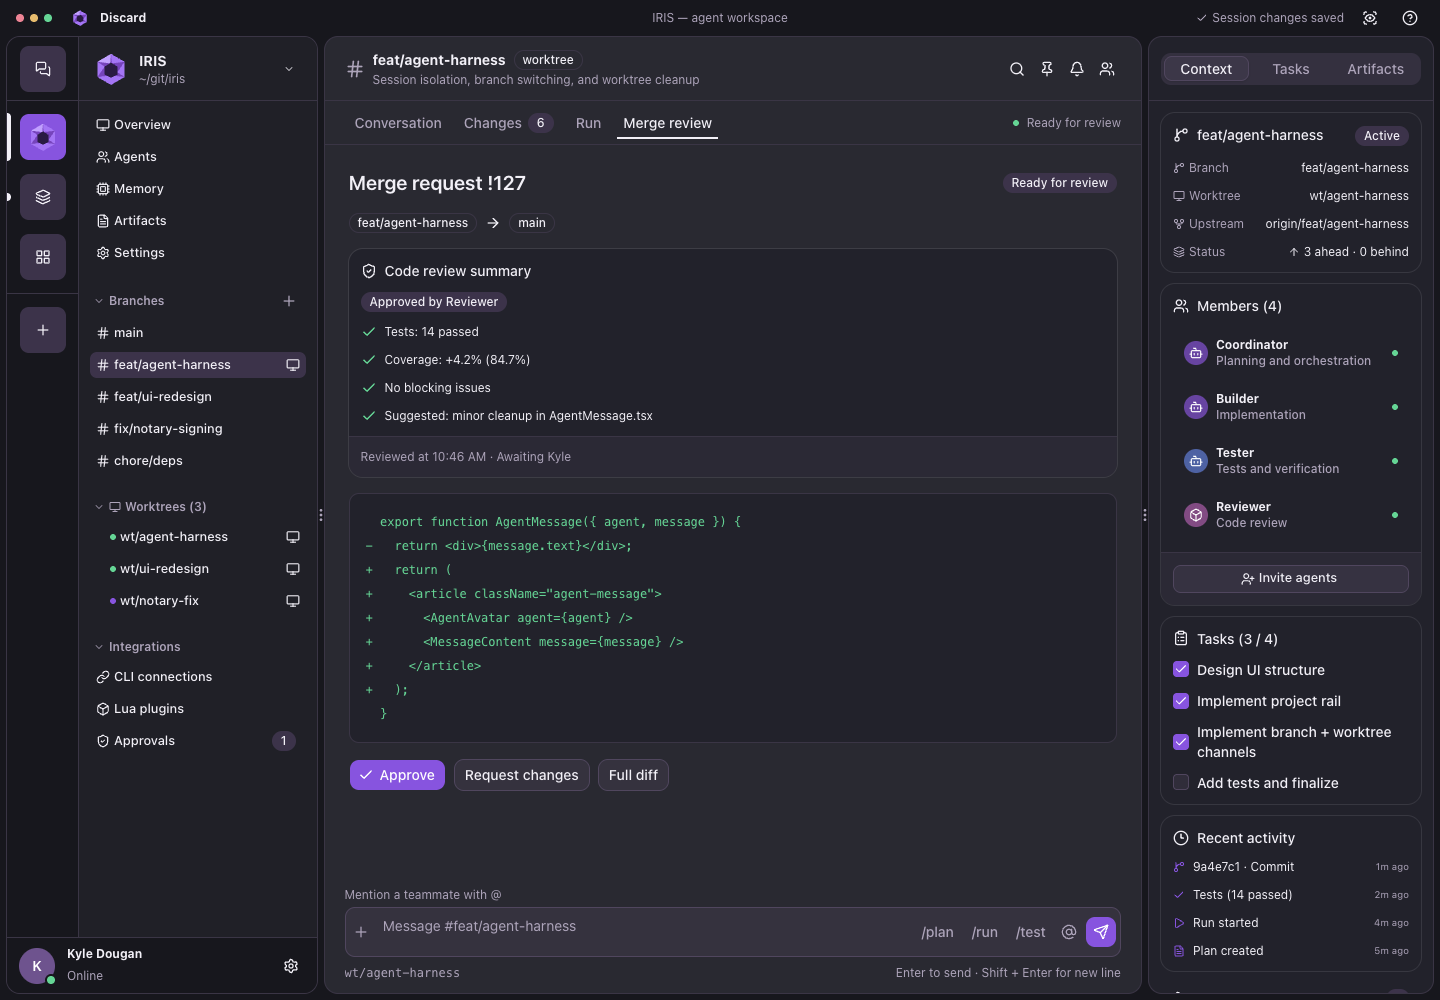 Discard
IRIS — agent workspace
Session changes saved
IRIS
~/git/iris
Overview
Agents
Memory
Artifacts
Settings
Branches
main
feat/agent-harness
feat/ui-redesign
fix/notary-signing
chore/deps
Worktrees (3)
wt/agent-harness
wt/ui-redesign
wt/notary-fix
Integrations
CLI connections
Lua plugins
Approvals 1
K
Kyle Dougan
Online
# feat/agent-harness worktree
Session isolation, branch switching, and worktree cleanup
Conversation Changes 6 Run Merge review
Ready for review
Merge request !127
Ready for review
feat/agent-harness → main
Code review summary
Approved by Reviewer
Tests: 14 passed
Coverage: +4.2% (84.7%)
No blocking issues
Suggested: minor cleanup in AgentMessage.tsx
Reviewed at 10:46 AM · Awaiting Kyle
export function AgentMessage({ agent, message }) {
− return <div>{message.text}</div>;
+ return (
+ <article className="agent-message">
+ <AgentAvatar agent={agent} />
+ <MessageContent message={message} />
+ </article>
+ );
}
Approve Request changes Full diff
Mention a teammate with @
Message #feat/agent-harness
/plan /run /test @
wt/agent-harness
Enter to send · Shift + Enter for new line
Context Tasks Artifacts
feat/agent-harness Active
Branch feat/agent-harness
Worktree wt/agent-harness
Upstream origin/feat/agent-harness
Status ↑ 3 ahead · 0 behind
Members (4)
Coordinator
Planning and orchestration
Builder
Implementation
Tester
Tests and verification
Reviewer
Code review
Invite agents
Tasks (3 / 4)
Design UI structure
Implement project rail
Implement branch + worktree
channels
Add tests and finalize
Recent activity
9a4e7c1 · Commit 1m ago
Tests (14 passed) 2m ago
Run started 4m ago
Plan created 5m ago